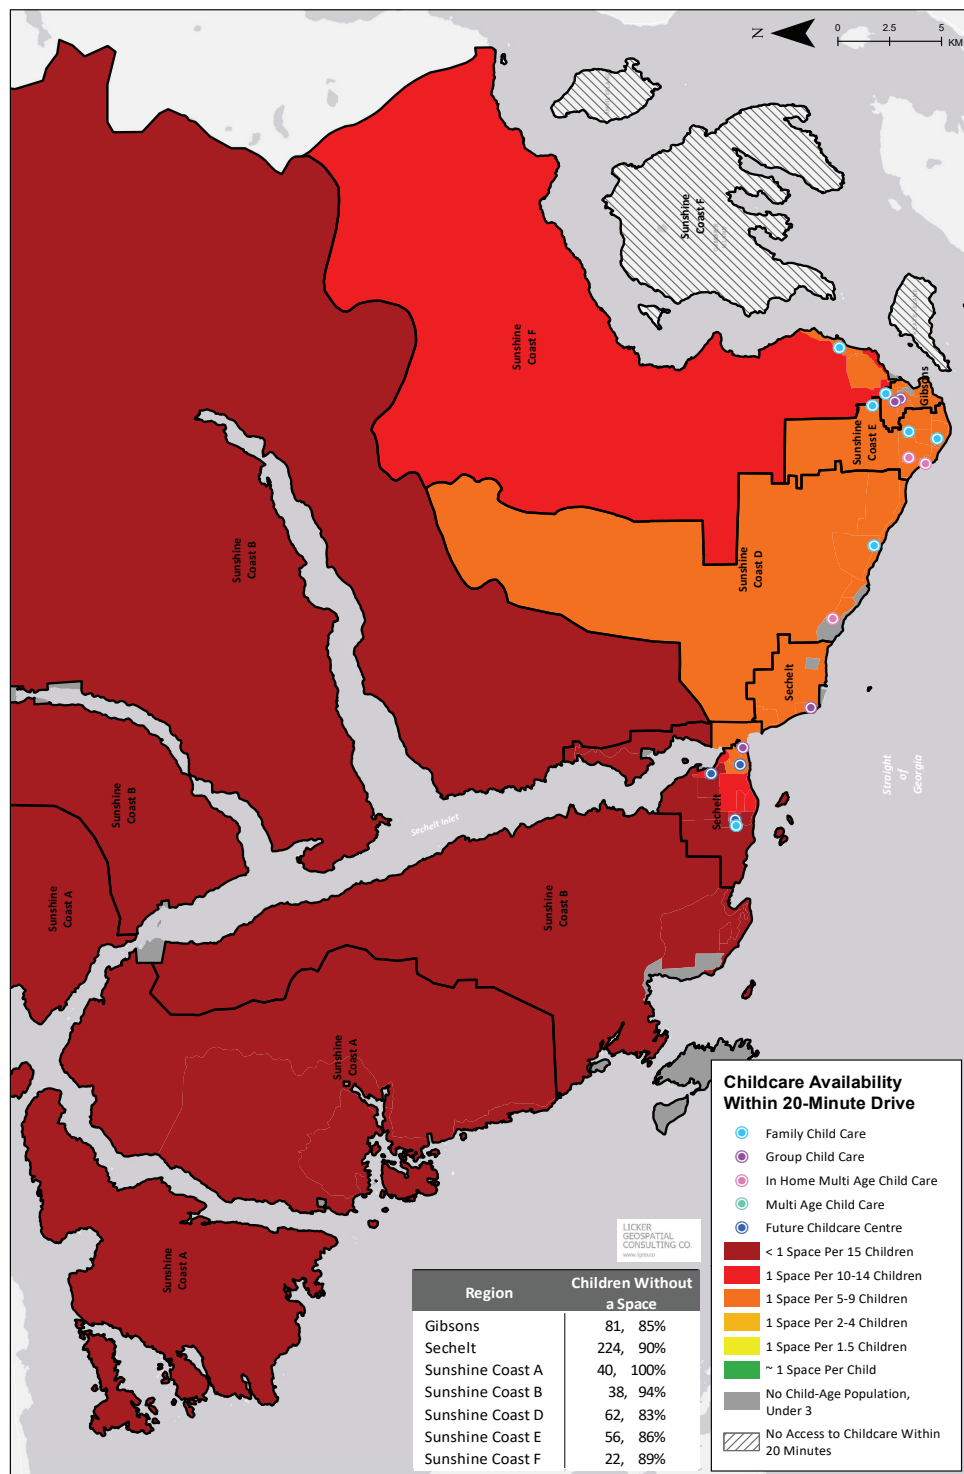 N
0 2.5 5
KM
Sunshine
Coast F
Sunshine
Coast F
Gibsons
Sunshine
Coast E
Sunshine
Coast B
Sunshine
Coast D
Sechelt
Straight
of
Georgia
Sunshine
Coast B
Sechelt
Sechelt Inlet
Sunshine
Coast A
Sunshine
Coast B
Sunshine
Coast A
Sunshine
Coast A
LICKER
GEOSPATIAL
CONSULTING CO.
Region Children Without
a Space
Gibsons 81, 85%
Sechelt 224, 90%
Sunshine Coast A 40, 100%
Sunshine Coast B 38, 94%
Sunshine Coast D 62, 83%
Sunshine Coast E 56, 86%
Sunshine Coast F 22, 89%
Childcare Availability
Within 20-Minute Drive
Family Child Care
Group Child Care
In Home Multi Age Child Care
Multi Age Child Care
Future Childcare Centre
< 1 Space Per 15 Children
1 Space Per 10-14 Children
1 Space Per 5-9 Children
1 Space Per 2-4 Children
1 Space Per 1.5 Children
~ 1 Space Per Child
No Child-Age Population,
Under 3
No Access to Childcare Within
20 Minutes